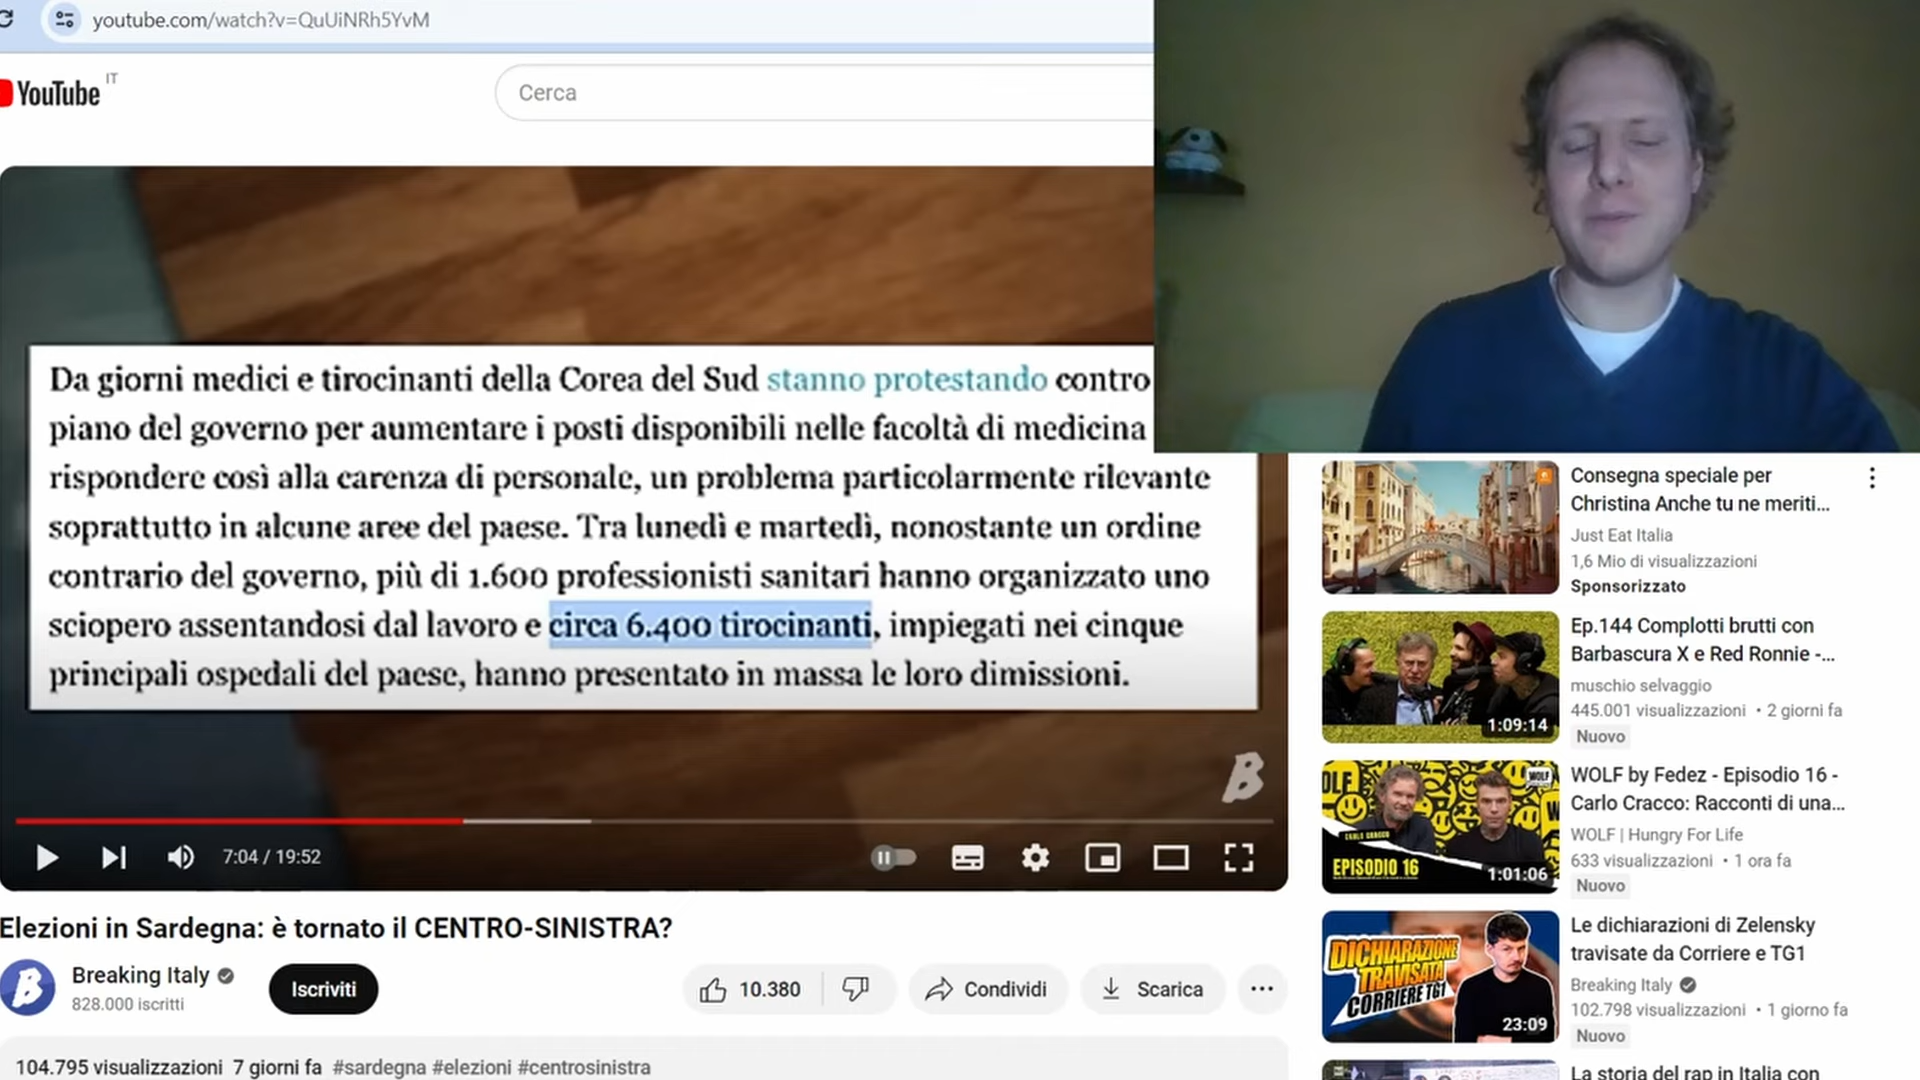 youtube.com/watch?v=QuUiNRh5YvM
YouTube IT
Cerca
Da giorni medici e tirocinanti della Corea del Sud stanno protestando contro
piano del governo per aumentare i posti disponibili nelle facoltà di medicina
rispondere così alla carenza di personale, un problema particolarmente rilevante
soprattutto in alcune aree del paese. Tra lunedì e martedì, nonostante un ordine
contrario del governo, più di 1.600 professionisti sanitari hanno organizzato uno
sciopero assentandosi dal lavoro e circa 6.400 tirocinanti, impiegati nei cinque
principali ospedali del paese, hanno presentato in massa le loro dimissioni.
B
7:04 / 19:52
Elezioni in Sardegna: è tornato il CENTRO-SINISTRA?
B
Breaking Italy
828.000 iscritti
Iscriviti
10.380
Condividi
Scarica
104.795 visualizzazioni 7 giorni fa #sardegna #elezioni #centrosinistra
Consegna speciale per
Christina Anche tu ne meriti...
Just Eat Italia
1,6 Mio di visualizzazioni
Sponsorizzato
1:09:14
Ep.144 Complotti brutti con
Barbascura X e Red Ronnie -...
muschio selvaggio
445.001 visualizzazioni • 2 giorni fa
Nuovo
WOLF
CARLO CRACCO
EPISODIO 16
1:01:06
WOLF by Fedez - Episodio 16 -
Carlo Cracco: Racconti di una...
WOLF | Hungry For Life
633 visualizzazioni • 1 ora fa
Nuovo
DICHIARAZIONE
TRAVISATA
CORRIERE TG1
23:09
Le dichiarazioni di Zelensky
travisate da Corriere e TG1
Breaking Italy
102.798 visualizzazioni • 1 giorno fa
Nuovo
La storia del rap in Italia con